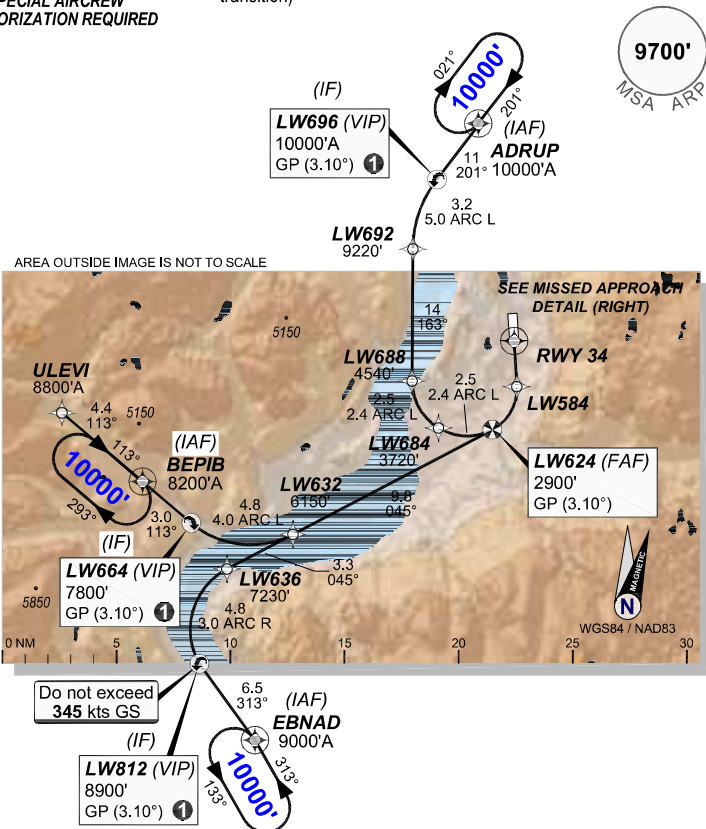 PECIAL AIRCREW
ORIZATION REQUIRED
transition)
9700'
MSA ARP
021°
10000'
201°
(IF)
LW696 (VIP)
10000'A
GP (3.10°) 1
(IAF)
ADRUP
10000'A
11
201°
3.2
5.0 ARC L
LW692
9220'
AREA OUTSIDE IMAGE IS NOT TO SCALE
SEE MISSED APPROACH
DETAIL (RIGHT)
14
163°
5150
RWY 34
ULEVI
8800'A
LW688
4540'
4.4
113°
5150
2.5
2.4 ARC L
2.5
2.4 ARC L
LW584
113°
(IAF)
BEPIB
8200'A
LW684
3720'
10000'
293°
LW632
6150'
LW624 (FAF)
2900'
GP (3.10°)
3.0
113°
4.8
4.0 ARC L
9.8
045°
(IF)
LW664 (VIP)
7800'
GP (3.10°) 1
3.3
045°
LW636
7230'
5850
4.8
3.0 ARC R
MAGNETIC
N
WGS84 / NAD83
0 NM 5 10 15 20 25 30
Do not exceed
345 kts GS
6.5
313°
(IAF)
EBNAD
9000'A
(IF)
LW812 (VIP)
8900'
GP (3.10°) 1
10000'
133°
313°